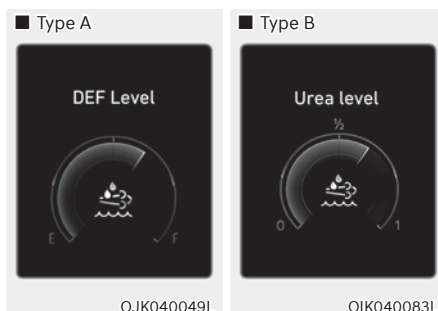 ■ Type A
DEF Level
E
F
OJK040049L
■ Type B
Urea level
½
0
1
OJK040083L